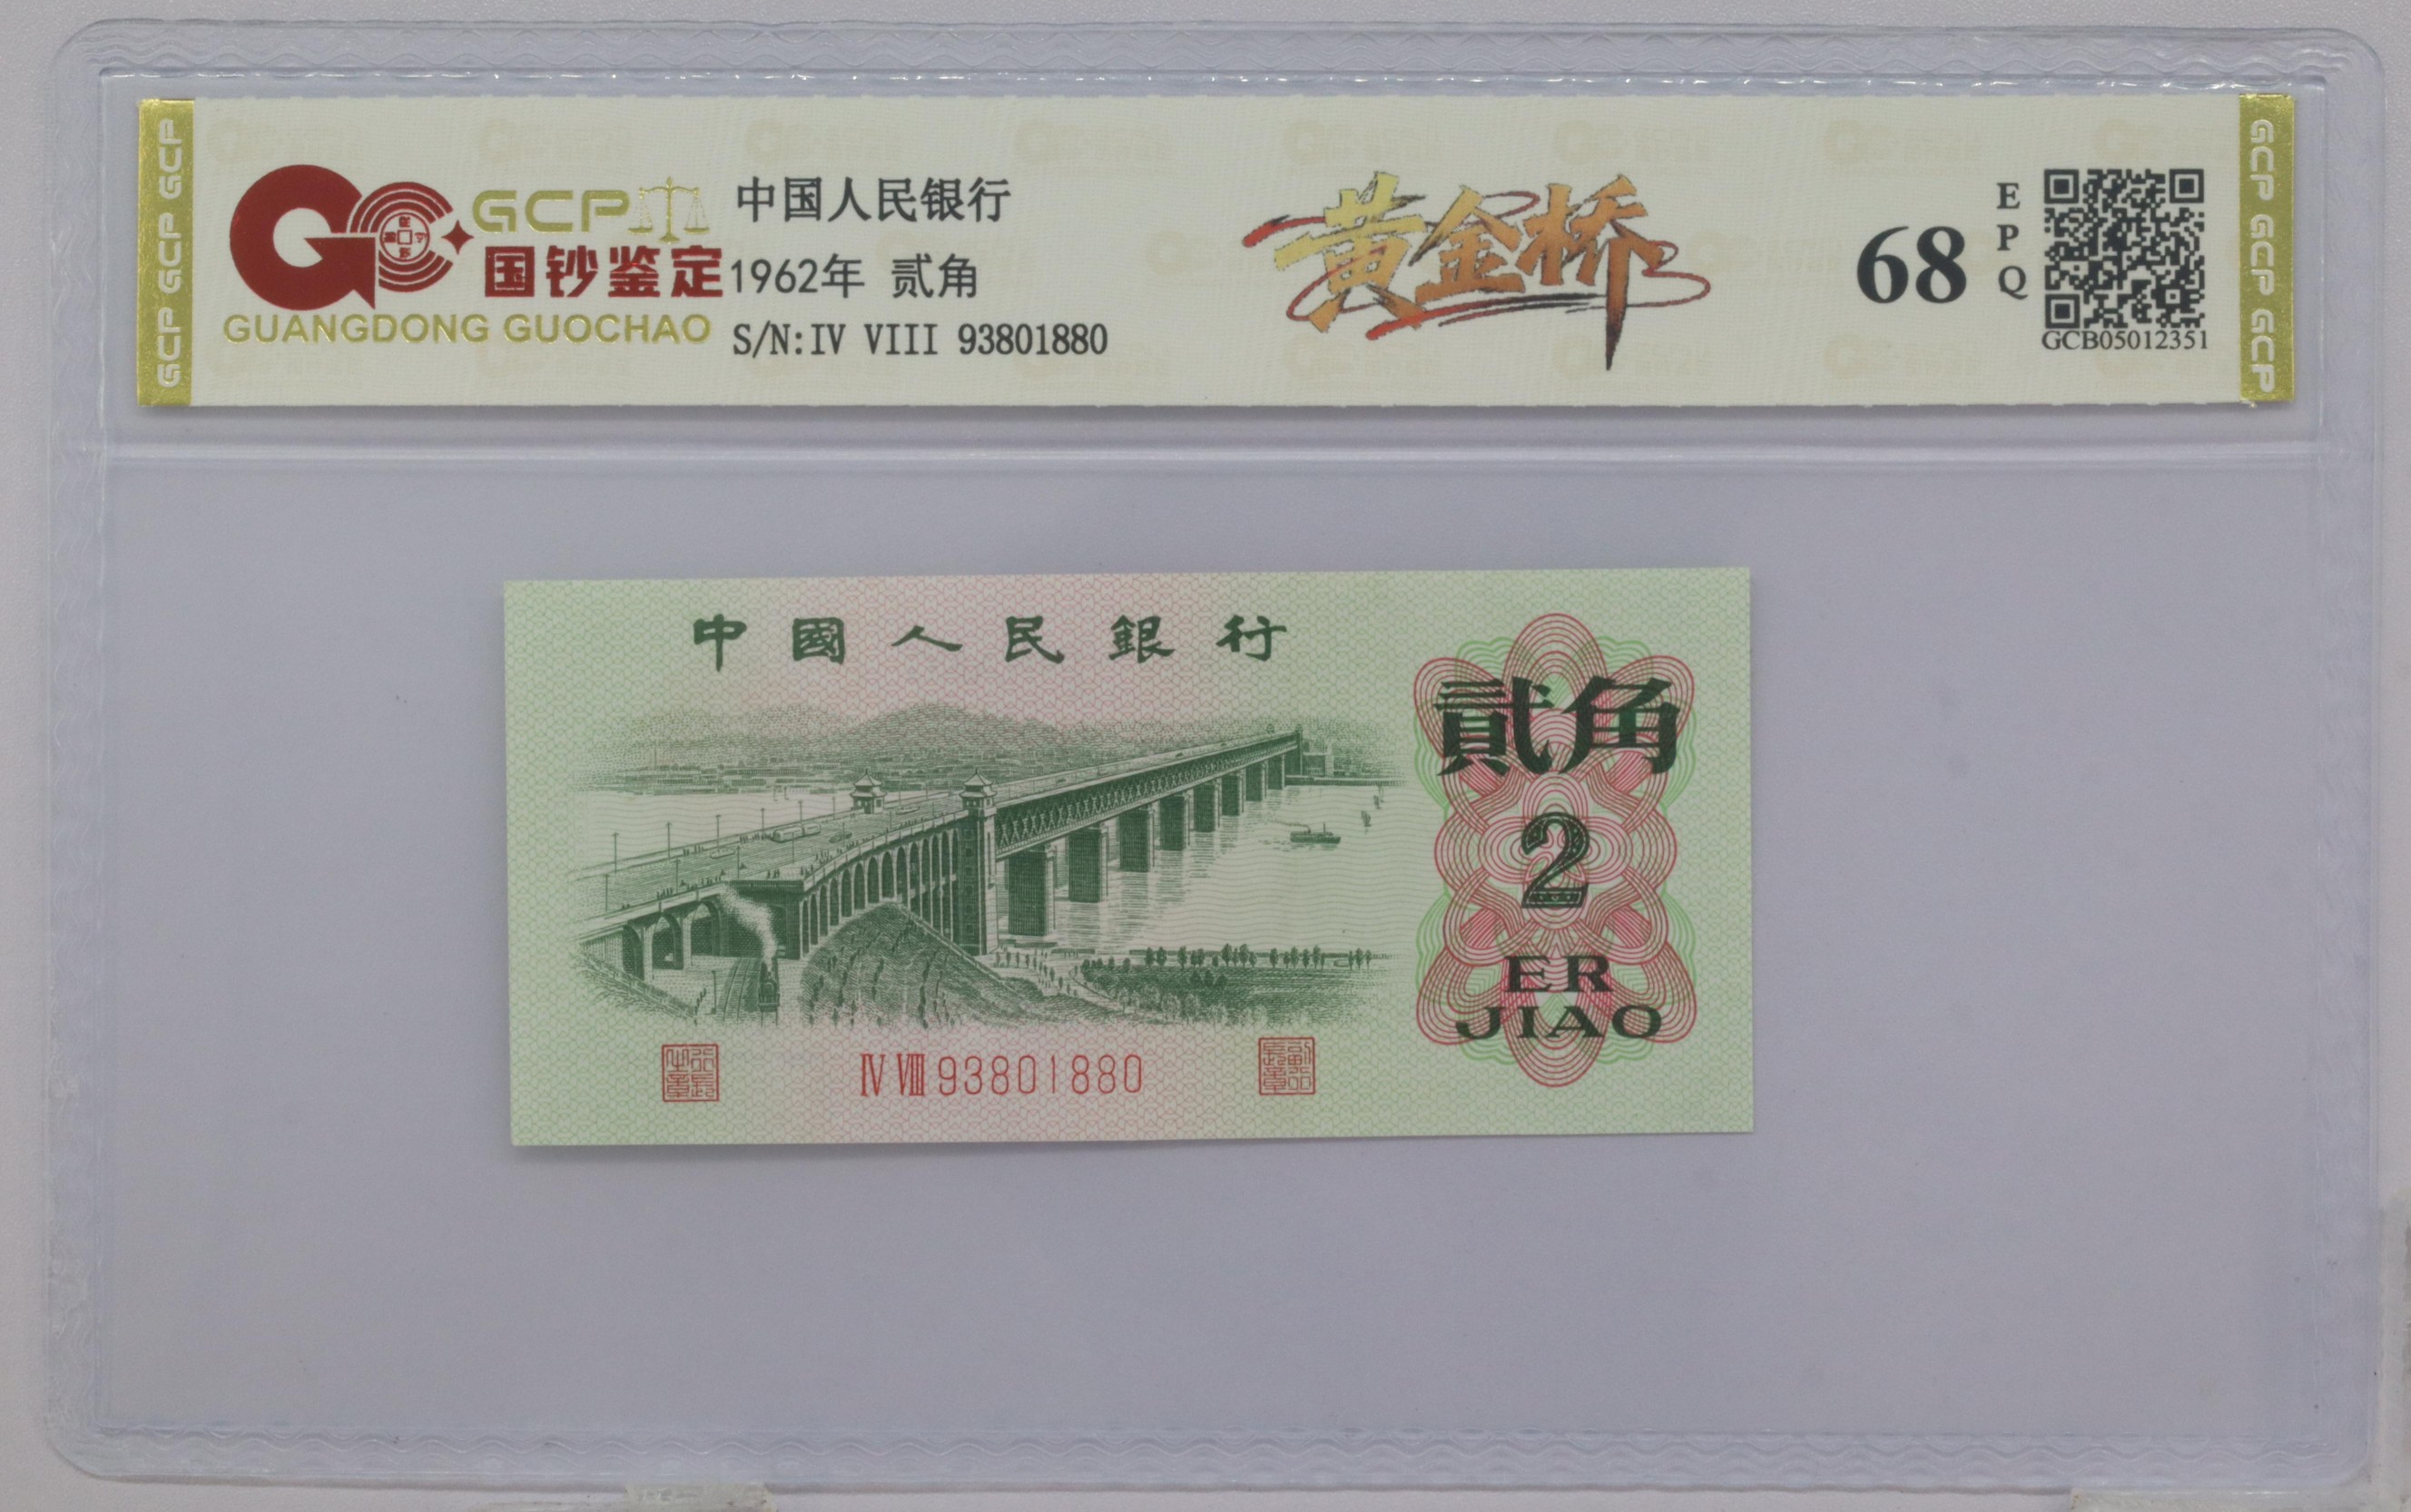 GCP GCP GCP
GCP
国钞鉴定
GUANGDONG GUOCHAO
中国人民银行
1962年 贰角
S/N:IV VIII 93801880
黄金桥
68
EPQ
GCB05012351
GCP GCP GCP
中國人民銀行
貳角
2
ER
JIAO
IV VIII 93801880